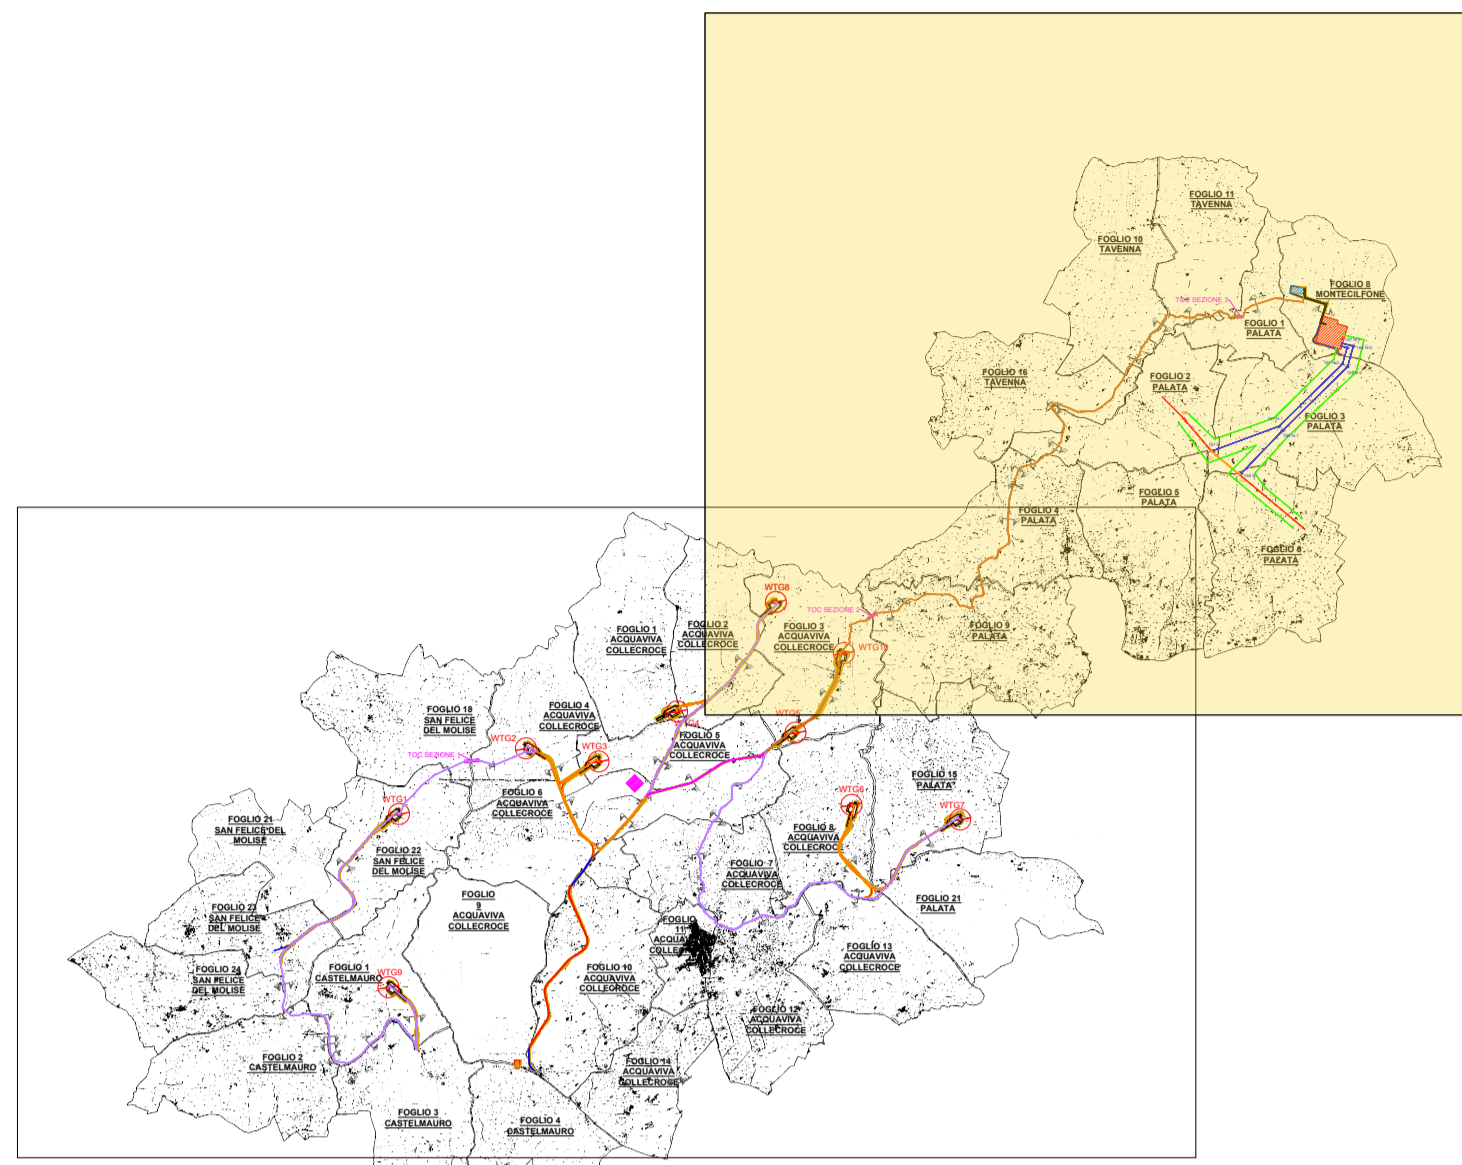 FOGLIO 11
TAVENNA
FOGLIO 10
TAVENNA
FOGLIO 8
MONTECILFONE
TOC SEZIONE 3
FOGLIO 1
PALATA
FOGLIO 16
TAVENNA
FOGLIO 2
PALATA
FOGLIO 3
PALATA
FOGLIO 5
PALATA
FOGLIO 4
PALATA
FOGLIO 6
PALATA
WTG8
TOC SEZIONE 2
FOGLIO 1
ACQUAVIVA
COLLECROCE
FOGLIO 2
ACQUAVIVA
COLLECROCE
FOGLIO 3
ACQUAVIVA
COLLECROCE
FOGLIO 9
PALATA
WTG10
FOGLIO 18
SAN FELICE
DEL MOLISE
FOGLIO 4
ACQUAVIVA
COLLECROCE
WTG4
WTG5
WTG2
WTG3
TOC SEZIONE
FOGLIO 5
ACQUAVIVA
COLLECROCE
FOGLIO 15
PALATA
WTG1
FOGLIO 6
ACQUAVIVA
COLLECROCE
WTG6
WTG7
FOGLIO 21
SAN FELICE DEL
MOLISE
FOGLIO 22
SAN FELICE
DEL MOLISE
FOGLIO 8
ACQUAVIVA
COLLECROCE
FOGLIO 7
ACQUAVIVA
COLLECROCE
FOGLIO
9
ACQUAVIVA
COLLECROCE
FOGLIO 21
PALATA
FOGLIO 23
SAN FELICE
DEL MOLISE
FOGLIO
11
ACQUA
COLLEC
FOGLIO 13
ACQUAVIVA
COLLECROCE
FOGLIO 24
SAN FELICE
DEL MOLISE
FOGLIO 1
CASTELMAURO
WTG9
FOGLIO 10
ACQUAVIVA
COLLECROCE
FOGLIO 12
ACQUAVIVA
COLLECROCE
FOGLIO 2
CASTELMAURO
FOGLIO 14
ACQUAVIVA
COLLECROCE
FOGLIO 3
CASTELMAURO
FOGLIO 4
CASTELMAURO